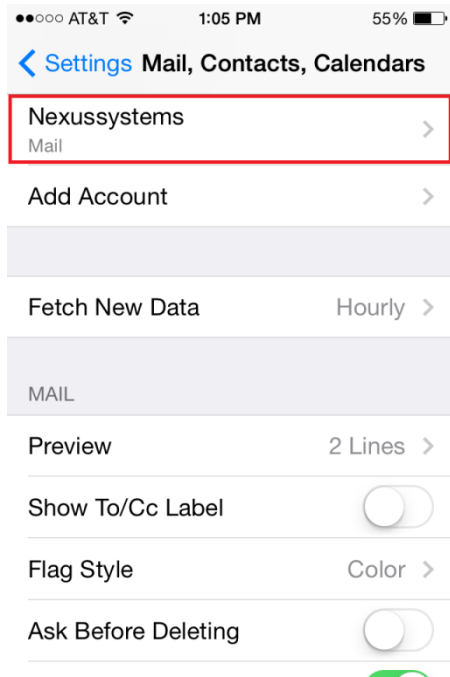 AT&T 1:05 PM 55%
Settings Mail, Contacts, Calendars
Nexussystems
Mail
Add Account
Fetch New Data Hourly
MAIL
Preview 2 Lines
Show To/Cc Label
Flag Style Color
Ask Before Deleting